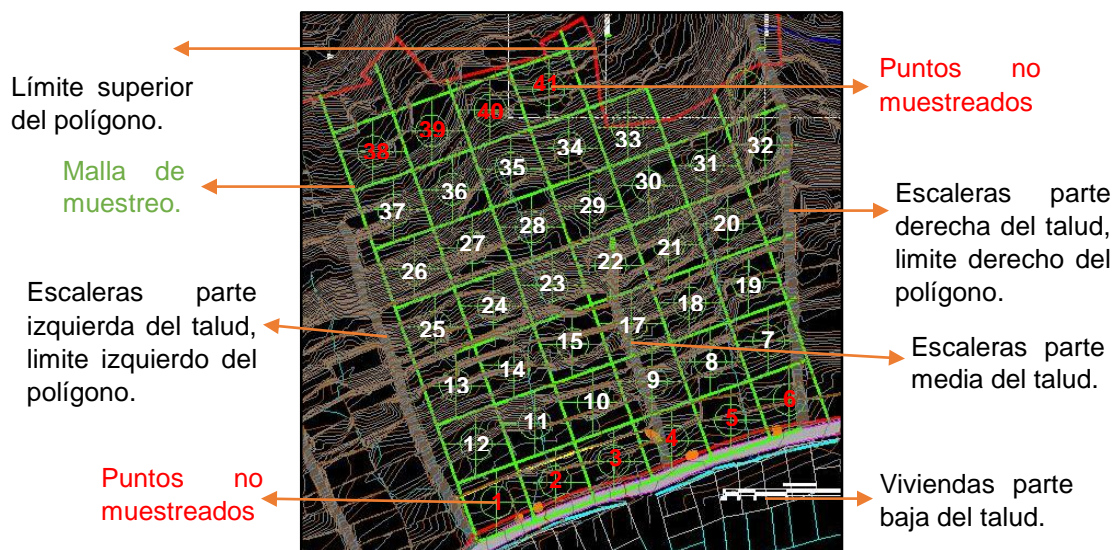 Límite superior
del polígono.
Malla de
muestreo.
Escaleras parte
izquierda del talud,
limite izquierdo del
polígono.
Puntos no
muestreados
41
40
39
38
33
34
35
36
37
32
31
30
29
28
27
26
20
21
22
23
24
25
19
18
17
15
14
13
7
8
9
10
11
12
6
5
4
3
2
1
Puntos no
muestreados
Escaleras parte
derecha del talud,
limite derecho del
polígono.
Escaleras parte
media del talud.
Viviendas parte
baja del talud.